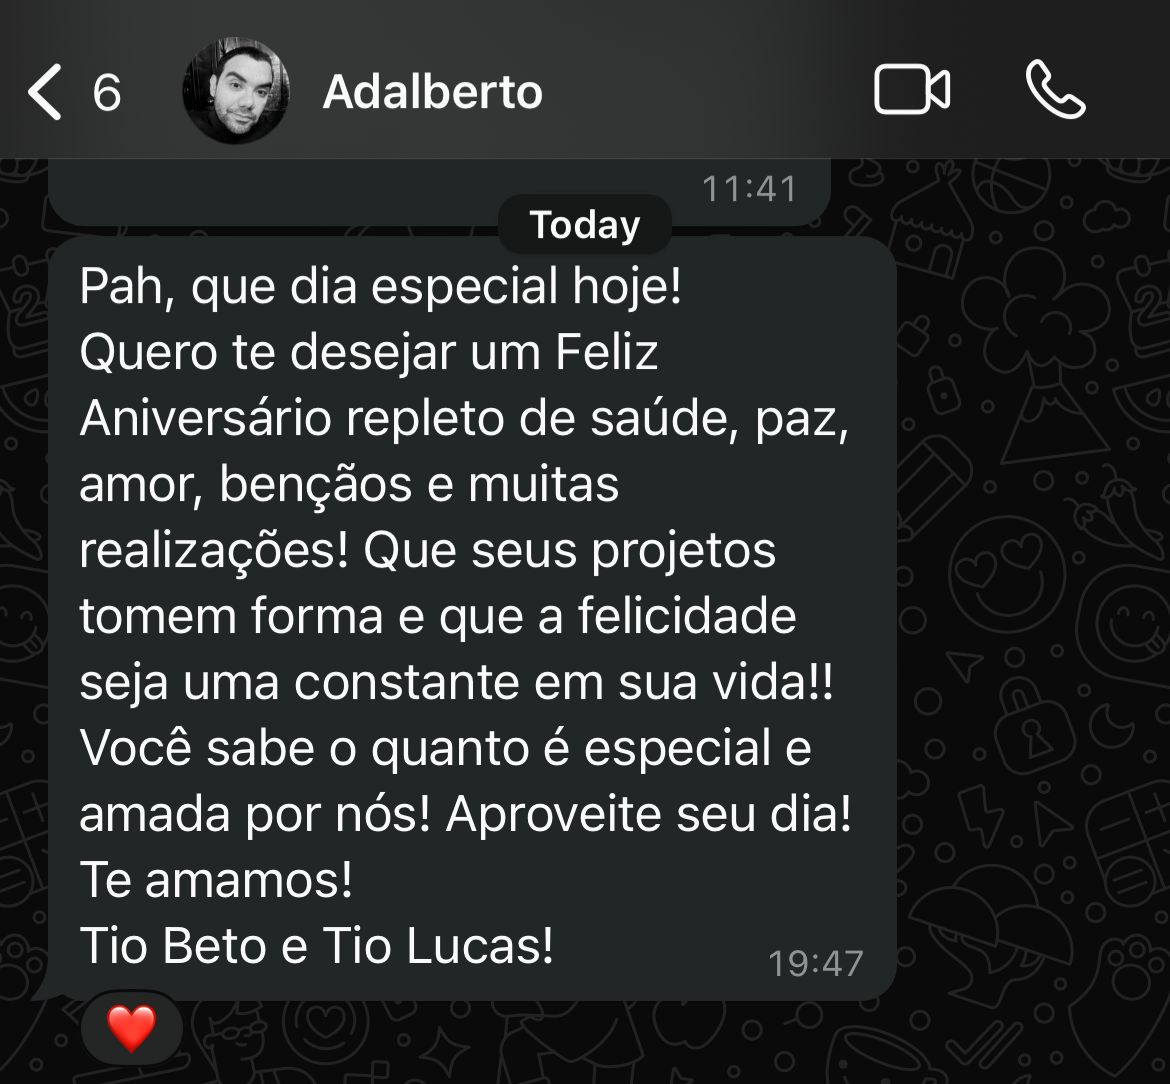 6 Adalberto
11:41
Today
Pah, que dia especial hoje!
Quero te desejar um Feliz
Aniversário repleto de saúde, paz,
amor, bençãos e muitas
realizações! Que seus projetos
tomem forma e que a felicidade
seja uma constante em sua vida!!
Você sabe o quanto é especial e
amada por nós! Aproveite seu dia!
Te amamos!
Tio Beto e Tio Lucas!
19:47